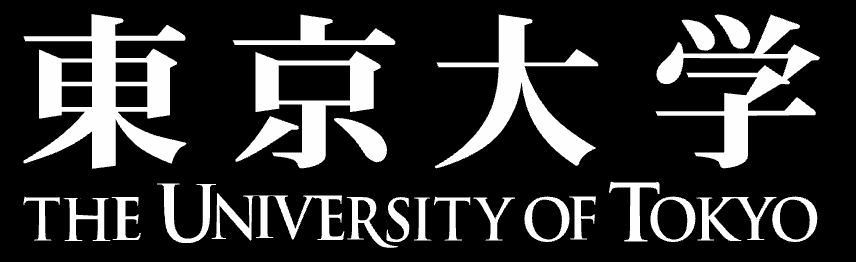 東京大学
THE UNIVERSITY OF TOKYO